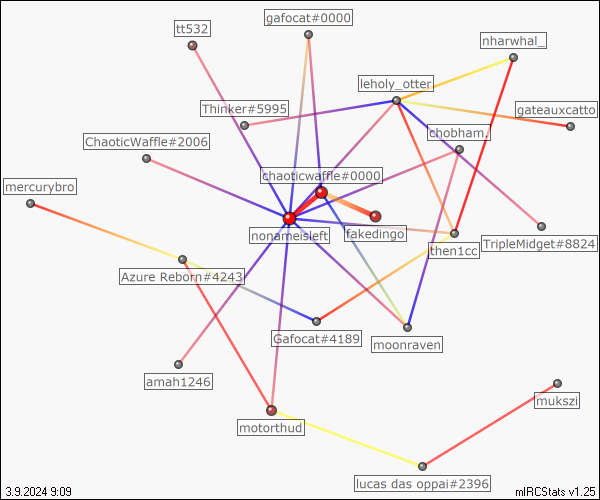 gafocat#0000
tt532
nharwhal_
leholy_otter
Thinker#5995
gateauxcatto
chobham.
ChaoticWaffle#2006
chaoticwaffle#0000
mercurybro
nonameisleft
fakedingo
then1cc
TripleMidget#8824
Azure Reborn#4243
Gafocat#4189
moonraven
amah1246
mukszi
motorthud
lucas das oppai#2396
3.9.2024 9:09
mIRCStats v1.25